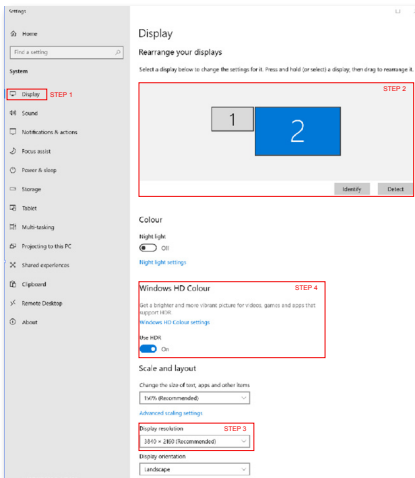 Settings
Home
Find a setting
System
Display
STEP 1
Sound
Notifications & actions
Focus assist
Power & sleep
Storage
Tablet
Multi-tasking
Projecting to this PC
Shared experiences
Clipboard
Remote Desktop
About
Display
Rearrange your displays
Select a display below to change the settings for it. Press and hold (or select) a display, then drag to rearrange it.
STEP 2
1
2
Identify
Detect
Colour
Night light
Off
Night light settings
Windows HD Colour
STEP 4
Get a brighter and more vibrant picture for videos, games and apps that
support HDR.
Windows HD Colour settings
Use HDR
On
Scale and layout
Change the size of text, apps and other items
150% (Recommended)
Advanced scaling settings
Display resolution
STEP 3
3840 × 2160 (Recommended)
Display orientation
Landscape